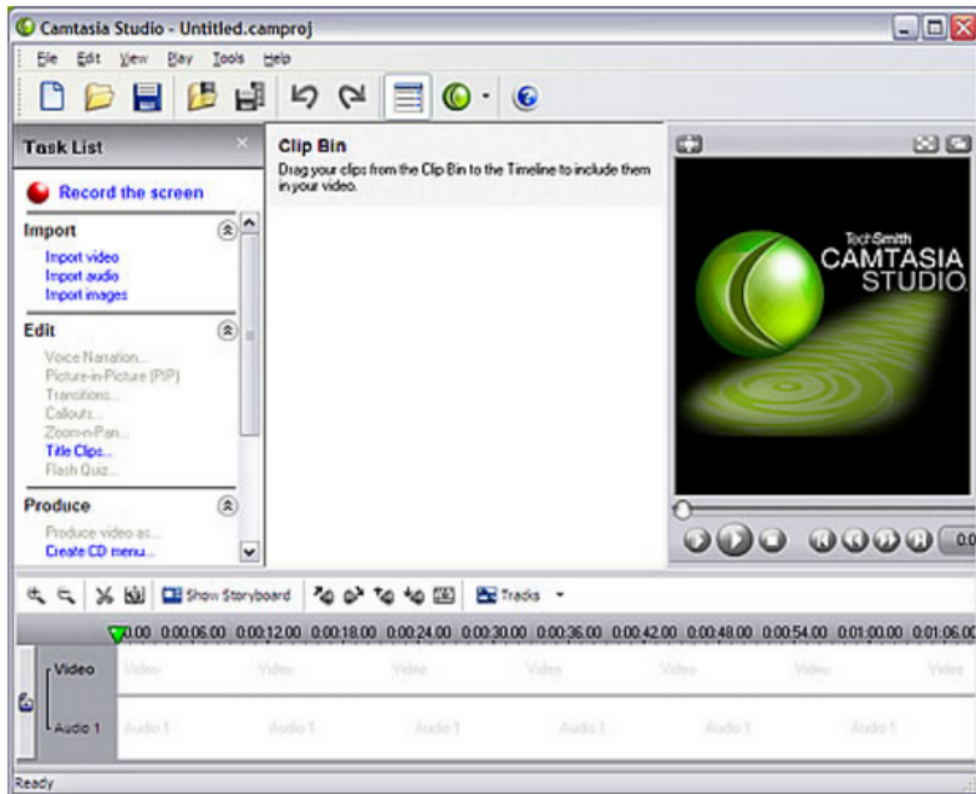 Camtasia Studio - Untitled.camproj
File Edit View Play Tools Help
Task List
Record the screen
Import
Import video
Import audio
Import images
Edit
Voice Narration...
Picture-in-Picture (PIP)
Transitions...
Callouts...
Zoom-n-Pan...
Title Clips...
Flash Quiz...
Produce
Produce video as...
Create CD menu...
Clip Bin
Drag your clips from the Clip Bin to the Timeline to include them
in your video.
TechSmith
CAMTASIA
STUDIO
0.0
Show Storyboard Tracks
0.00 0:00:06.00 0:00:12.00 0:00:18.00 0:00:24.00 0:00:30.00 0:00:36.00 0:00:42.00 0:00:48.00 0:00:54.00 0:01:00.00 0:01:06.00
Video Video Video Video Video Video Video Video
Audio 1 Audio 1 Audio 1 Audio 1 Audio 1 Audio 1 Audio 1
Ready